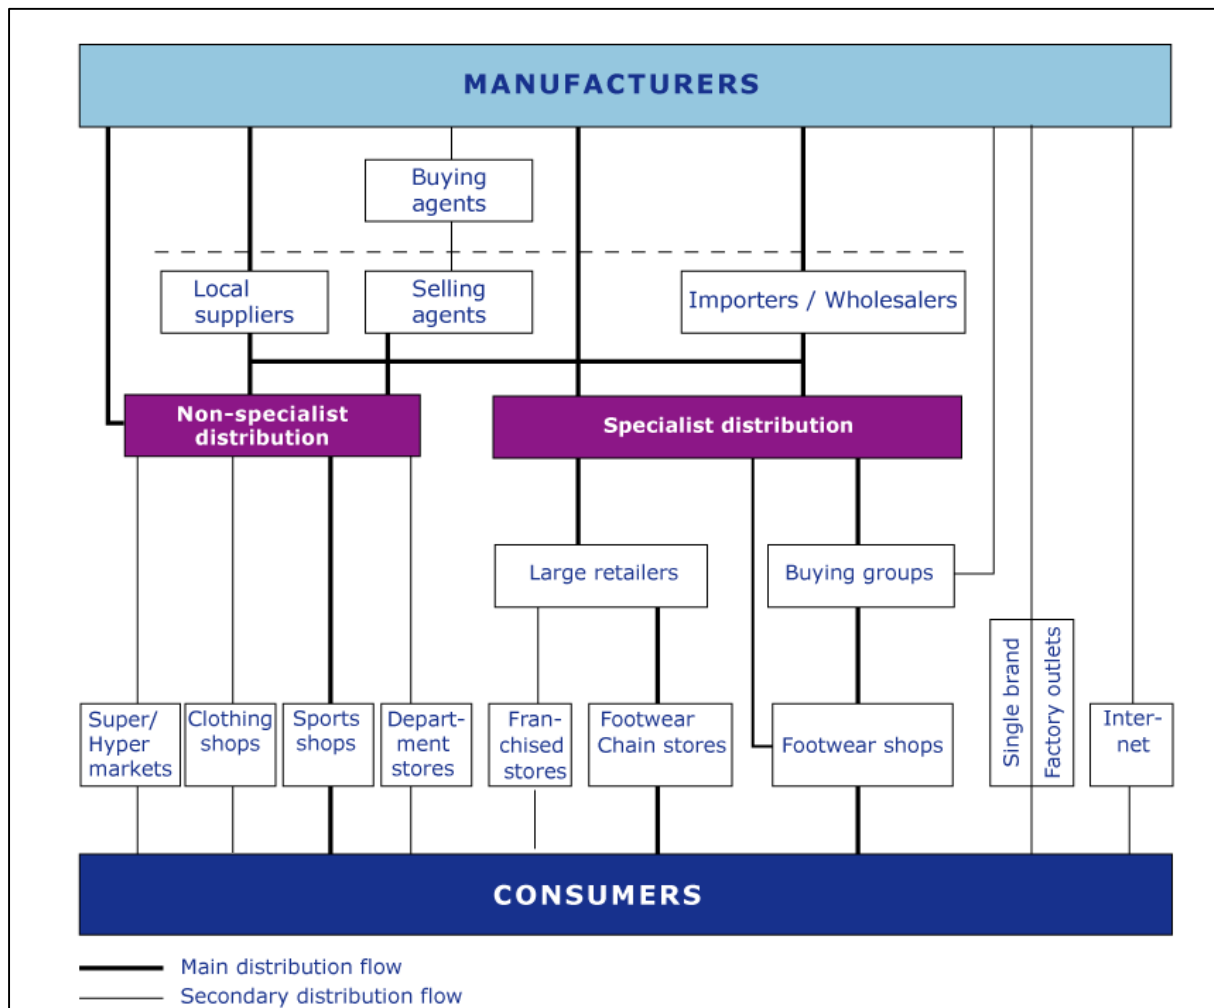 MANUFACTURERS
Buying
agents
Local
suppliers
Selling
agents
Importers / Wholesalers
Non-specialist
distribution
Specialist distribution
Large retailers
Buying groups
Super/
Hyper
markets
Clothing
shops
Sports
shops
Depart-
ment
stores
Fran-
chised
stores
Footwear
Chain stores
Footwear shops
Single brand
Factory outlets
Inter-
net
CONSUMERS
Main distribution flow
Secondary distribution flow